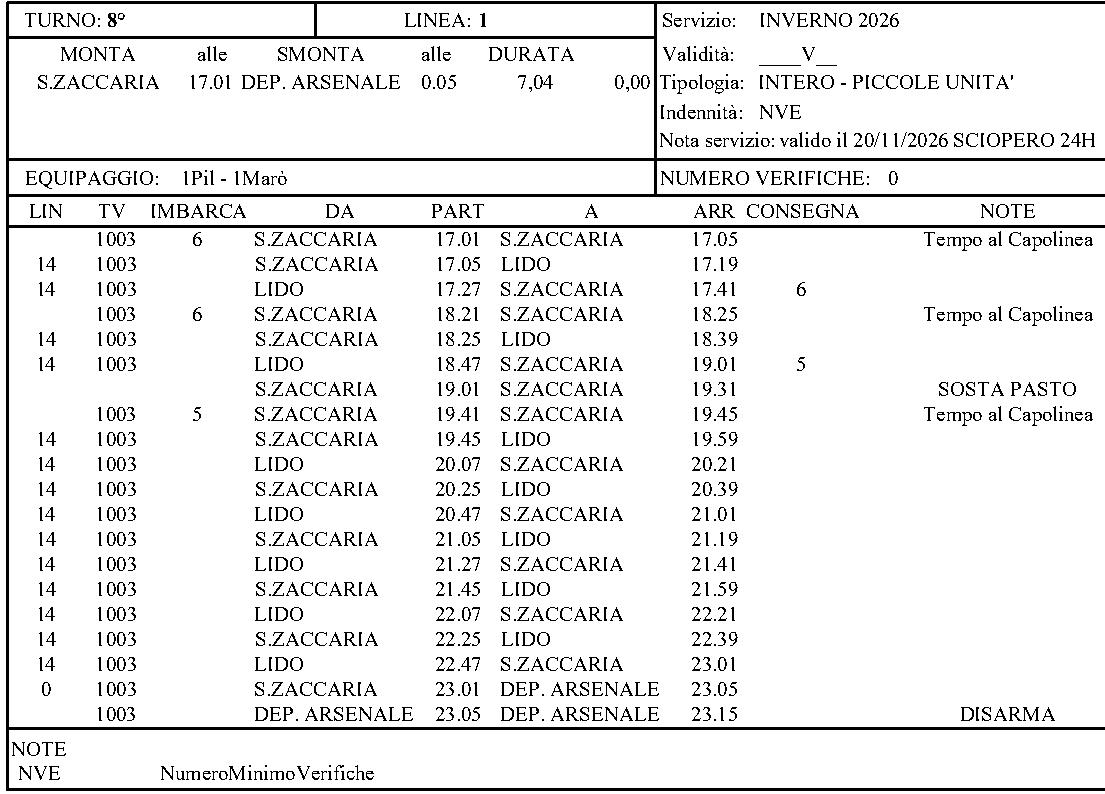 TURNO: 8° LINEA: 1 Servizio: INVERNO 2026
MONTA alle SMONTA alle DURATA Validità: ____V__
S.ZACCARIA 17.01 DEP. ARSENALE 0.05 7,04 0,00 Tipologia: INTERO - PICCOLE UNITA'
Indennità: NVE
Nota servizio: valido il 20/11/2026 SCIOPERO 24H
EQUIPAGGIO: 1Pil - 1Marò NUMERO VERIFICHE: 0
LIN TV IMBARCA DA PART A ARR CONSEGNA NOTE
1003 6 S.ZACCARIA 17.01 S.ZACCARIA 17.05 Tempo al Capolinea
14 1003 S.ZACCARIA 17.05 LIDO 17.19
14 1003 LIDO 17.27 S.ZACCARIA 17.41 6
1003 6 S.ZACCARIA 18.21 S.ZACCARIA 18.25 Tempo al Capolinea
14 1003 S.ZACCARIA 18.25 LIDO 18.39
14 1003 LIDO 18.47 S.ZACCARIA 19.01 5
S.ZACCARIA 19.01 S.ZACCARIA 19.31 SOSTA PASTO
1003 5 S.ZACCARIA 19.41 S.ZACCARIA 19.45 Tempo al Capolinea
14 1003 S.ZACCARIA 19.45 LIDO 19.59
14 1003 LIDO 20.07 S.ZACCARIA 20.21
14 1003 S.ZACCARIA 20.25 LIDO 20.39
14 1003 LIDO 20.47 S.ZACCARIA 21.01
14 1003 S.ZACCARIA 21.05 LIDO 21.19
14 1003 LIDO 21.27 S.ZACCARIA 21.41
14 1003 S.ZACCARIA 21.45 LIDO 21.59
14 1003 LIDO 22.07 S.ZACCARIA 22.21
14 1003 S.ZACCARIA 22.25 LIDO 22.39
14 1003 LIDO 22.47 S.ZACCARIA 23.01
0 1003 S.ZACCARIA 23.01 DEP. ARSENALE 23.05
1003 DEP. ARSENALE 23.05 DEP. ARSENALE 23.15 DISARMA
NOTE
NVE NumeroMinimoVerifiche